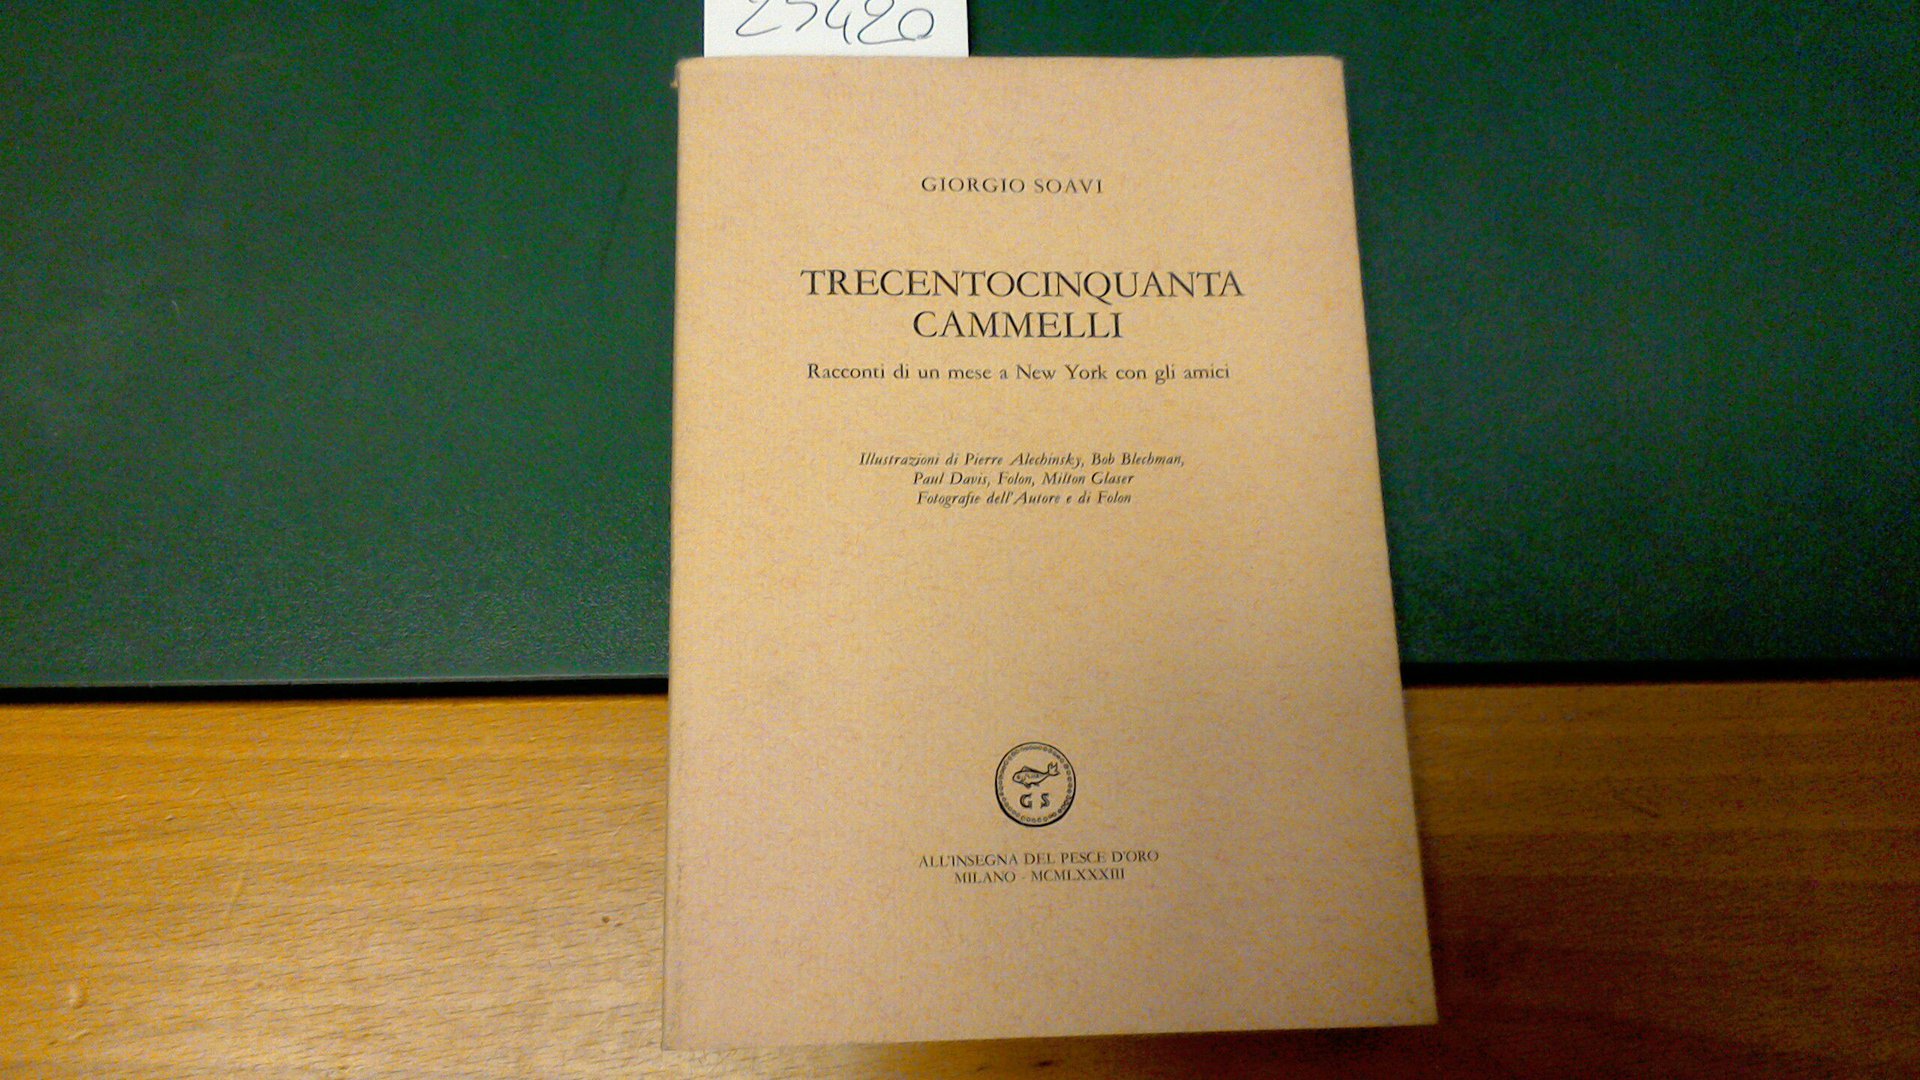 25420
GIORGIO SOAVI
TRECENTOCINQUANTA
CAMMELLI
Racconti di un mese a New York con gli amici
Illustrazioni di Pierre Alechinsky, Bob Blechman,
Paul Davis, Folon, Milton Glaser
Fotografie dell'Autore e di Folon
G S
ALL'INSEGNA DEL PESCE D'ORO
MILANO - MCMLXXXIII